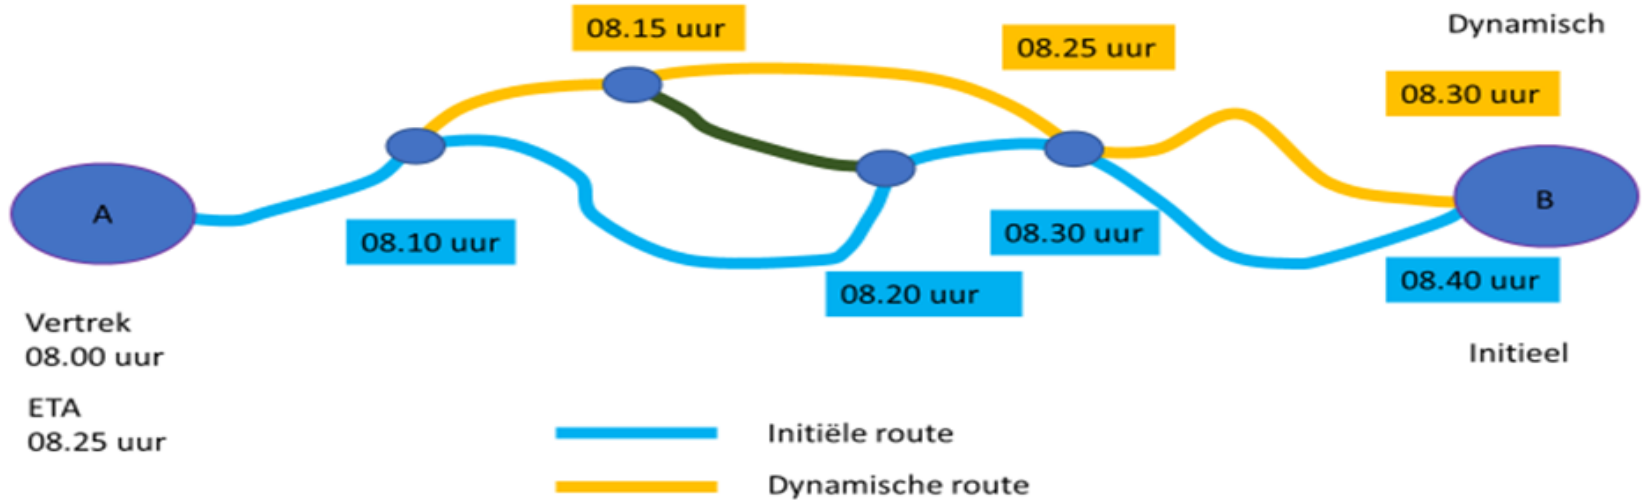 08.15 uur
08.25 uur
Dynamisch
08.30 uur
A
B
08.10 uur
08.20 uur
08.30 uur
08.40 uur
Vertrek
08.00 uur
ETA
08.25 uur
Initieel
Initiële route
Dynamische route